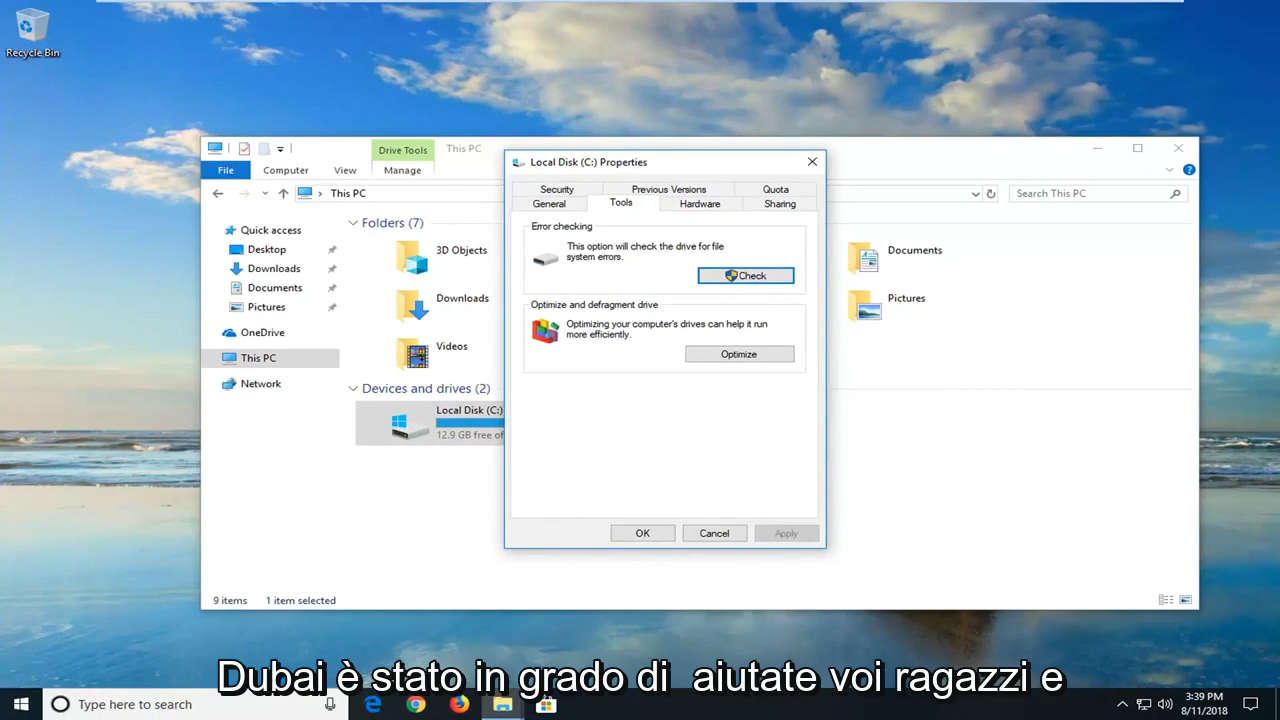 Recycle Bin
Drive Tools
This PC
File
Computer
View
Manage
This PC
Search This PC
Quick access
Desktop
Downloads
Documents
Pictures
OneDrive
This PC
Network
Folders (7)
3D Objects
Downloads
Videos
Documents
Pictures
Devices and drives (2)
Local Disk (C:)
12.9 GB free of
9 items
1 item selected
Local Disk (C:) Properties
Security
Previous Versions
Quota
General
Tools
Hardware
Sharing
Error checking
This option will check the drive for file
system errors.
Check
Optimize and defragment drive
Optimizing your computer's drives can help it run
more efficiently.
Optimize
OK
Cancel
Apply
Dubai è stato in grado di  aiutate voi ragazzi e
Type here to search
3:39 PM
8/11/2018